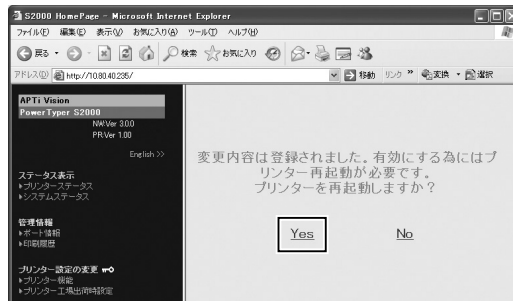 S2000 HomePage - Microsoft Internet Explorer
ファイル(F) 編集(E) 表示(V) お気に入り(A) ツール(T) ヘルプ(H)
戻る 検索 お気に入り
アドレス(D) http://10.80.40.235/ 移動 リンク » 変換 選択
APTi Vision
PowerTyper S2000
NW.Ver 3.0.0
PR.Ver 1.00
English >>
ステータス表示
プリンターステータス
システムステータス
管理情報
ポート情報
印刷履歴
プリンター設定の変更
プリンター機能
プリンター工場出荷時設定
変更内容は登録されました。有効にする為にはプ
リンター再起動が必要です。
プリンターを再起動しますか？
Yes No